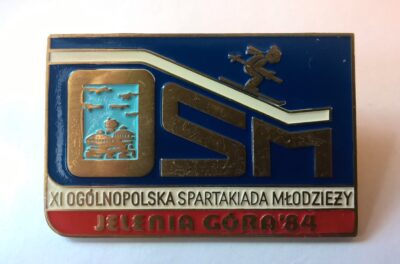 OSM
XI OGÓLNOPOLSKA SPARTAKIADA MŁODZIEŻY
JELENIA GÓRA'84